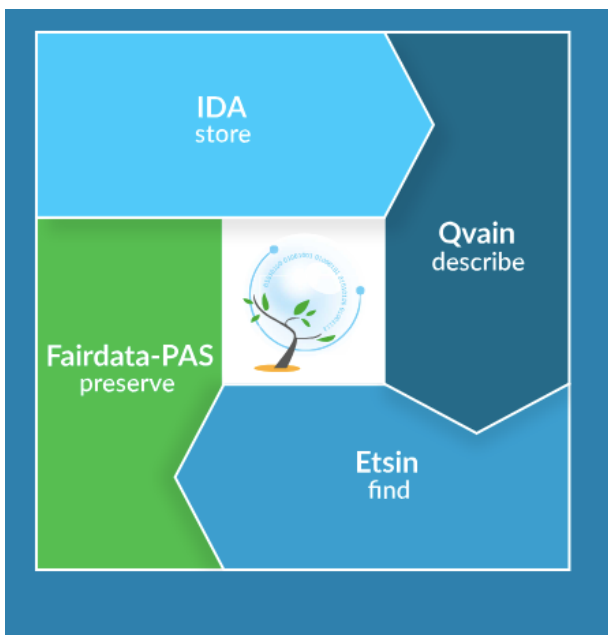 IDA
store
Qvain
describe
Fairdata-PAS
preserve
Etsin
find